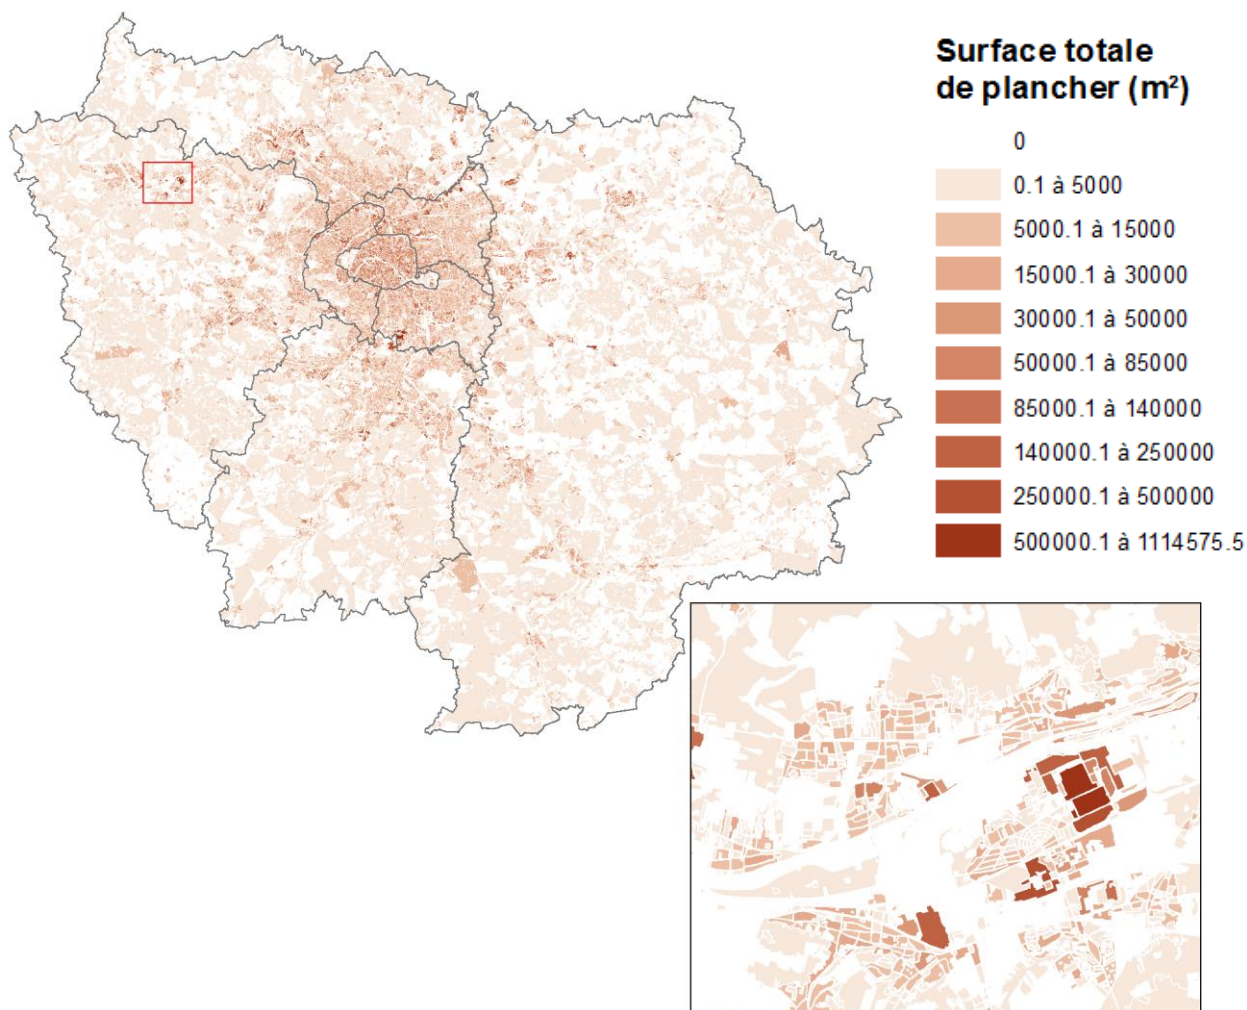 Surface totale
de plancher (m²)
0
0.1 à 5000
5000.1 à 15000
15000.1 à 30000
30000.1 à 50000
50000.1 à 85000
85000.1 à 140000
140000.1 à 250000
250000.1 à 500000
500000.1 à 1114575.5